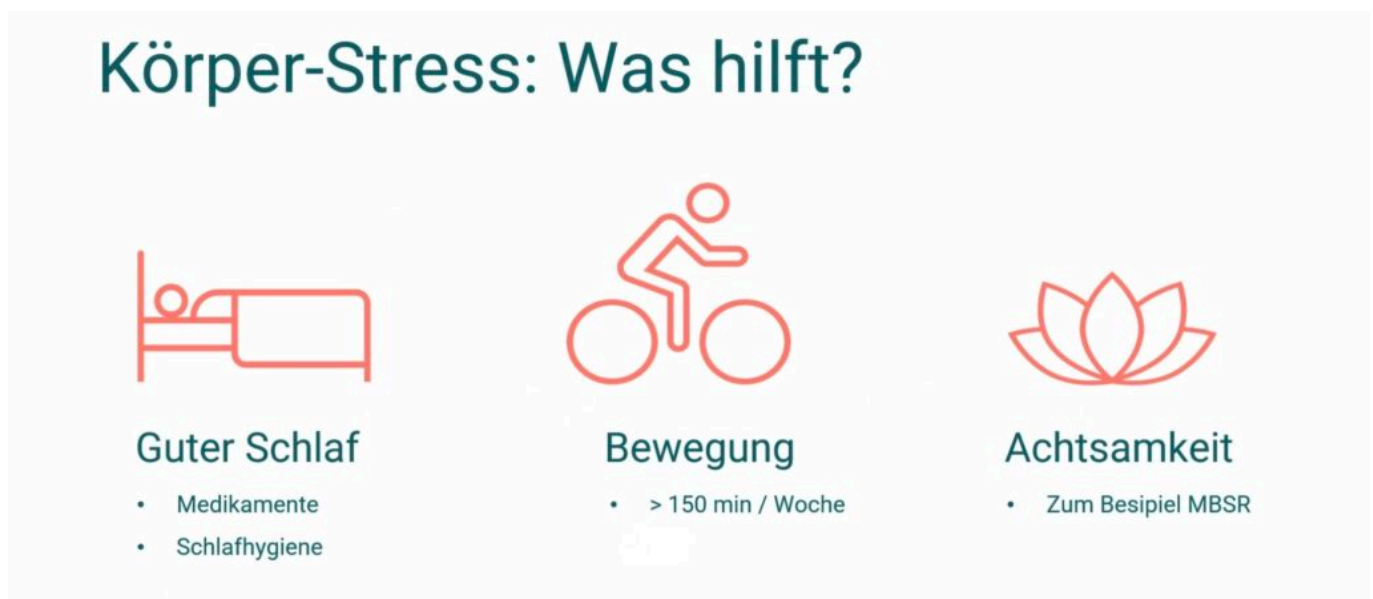 Körper-Stress: Was hilft?
Guter Schlaf
• Medikamente
• Schlafhygiene
Bewegung
• > 150 min / Woche
Achtsamkeit
• Zum Besipiel MBSR